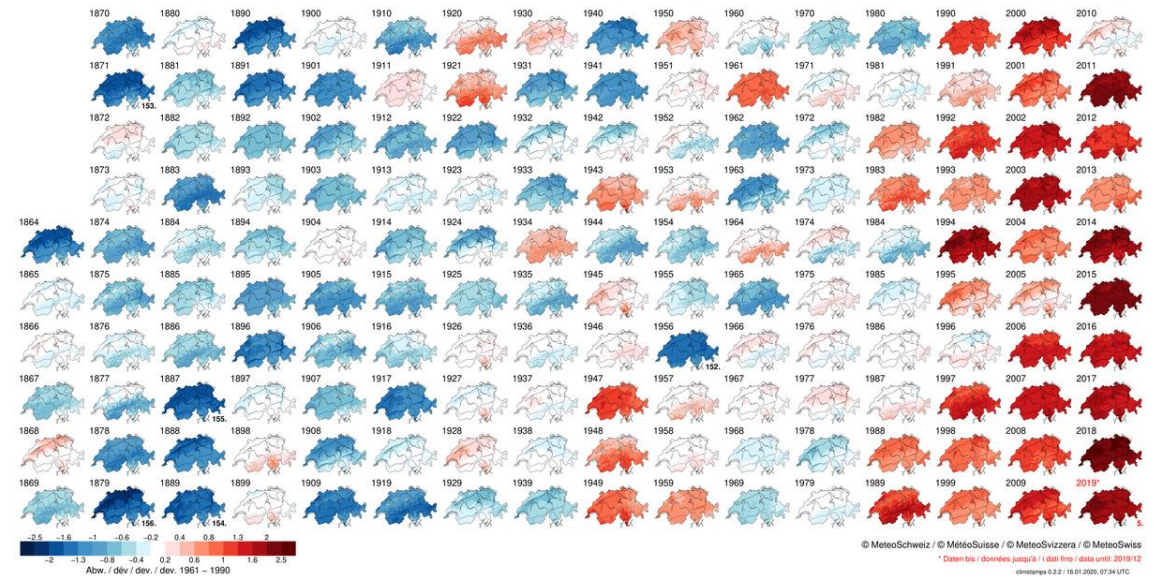 1870 1880 1890 1900 1910 1920 1930 1940 1950 1960 1970 1980 1990 2000 2010
1871 1881 1891 1901 1911 1921 1931 1941 1951 1961 1971 1981 1991 2001 2011
153.
1872 1882 1892 1902 1912 1922 1932 1942 1952 1962 1972 1982 1992 2002 2012
1873 1883 1893 1903 1913 1923 1933 1943 1953 1963 1973 1983 1993 2003 2013
1864 1874 1884 1894 1904 1914 1924 1934 1944 1954 1964 1974 1984 1994 2004 2014
1865 1875 1885 1895 1905 1915 1925 1935 1945 1955 1965 1975 1985 1995 2005 2015
1866 1876 1886 1896 1906 1916 1926 1936 1946 1956 1966 1976 1986 1996 2006 2016
152.
1867 1877 1887 1897 1907 1917 1927 1937 1947 1957 1967 1977 1987 1997 2007 2017
155.
1868 1878 1888 1898 1908 1918 1928 1938 1948 1958 1968 1978 1988 1998 2008 2018
1869 1879 1889 1899 1909 1919 1929 1939 1949 1959 1969 1979 1989 1999 2009 2019*
156. 154. 5.
−2.5 −1.6 −1 −0.6 −0.2 0.4 0.8 1.3 2
−2 −1.3 −0.8 −0.4 0.2 0.6 1 1.6 2.5
Abw. / dév / dev. / dev. 1961 − 1990
© MeteoSchweiz / © MétéoSuisse / © MeteoSvizzera / © MeteoSwiss
* Daten bis / données jusqu'à / i dati fino / data until: 2019/12
climstamps 0.2.2 / 16.01.2020, 07:34 UTC